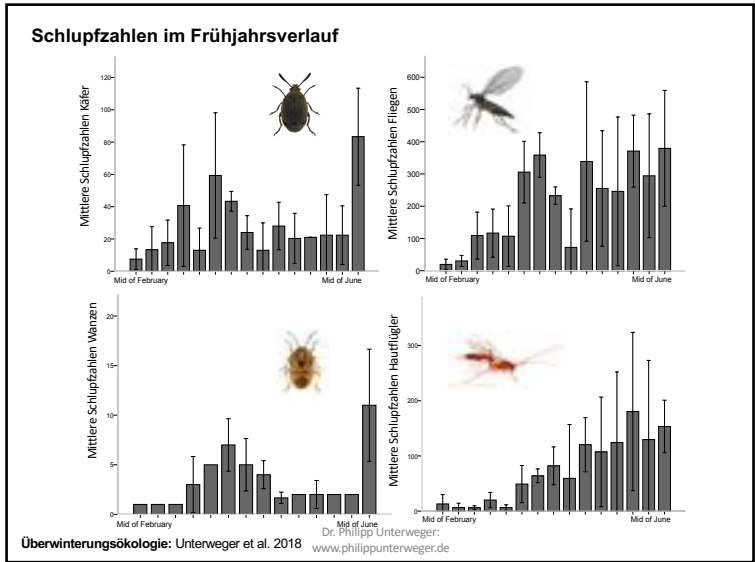 Schlupfzahlen im Frühjahrsverlauf
Mittlere Schlupfzahlen Käfer
120
100
80
60
40
20
0
Mid of February
Mid of June
Mittlere Schlupfzahlen Fliegen
600
500
400
300
200
100
0
Mid of February
Mid of June
Mittlere Schlupfzahlen Wanzen
20
15
10
5
0
Mid of February
Mid of June
Mittlere Schlupfzahlen Hautflügler
300
200
100
0
Mid of February
Mid of June
Überwinterungsökologie: Unterweger et al. 2018
Dr. Philipp Unterweger:
www.philippunterweger.de